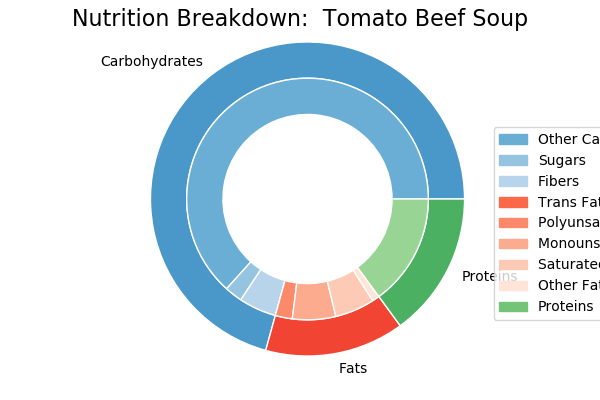 Nutrition Breakdown: Tomato Beef Soup
Carbohydrates
Proteins
Fats
Other Ca
Sugars
Fibers
Trans Fat
Polyunsa
Monouns
Saturated
Other Fat
Proteins